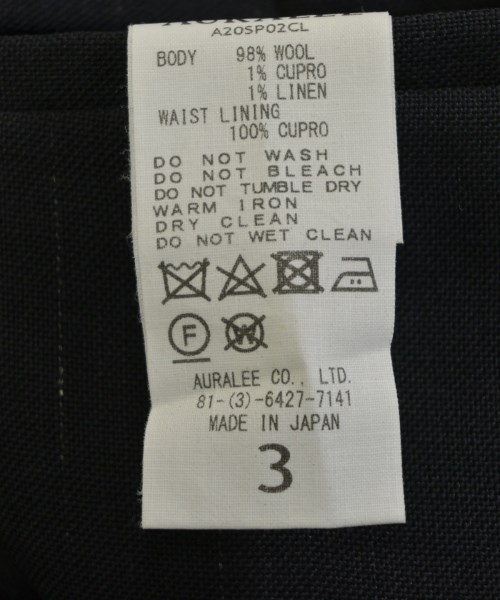 AURALEE
A20SP02CL
BODY 98% WOOL
1% CUPRO
1% LINEN
WAIST LINING
100% CUPRO
DO NOT WASH
DO NOT BLEACH
DO NOT TUMBLE DRY
WARM IRON
DRY CLEAN
DO NOT WET CLEAN
F W
AURALEE CO., LTD.
81-(3)-6427-7141
MADE IN JAPAN
3